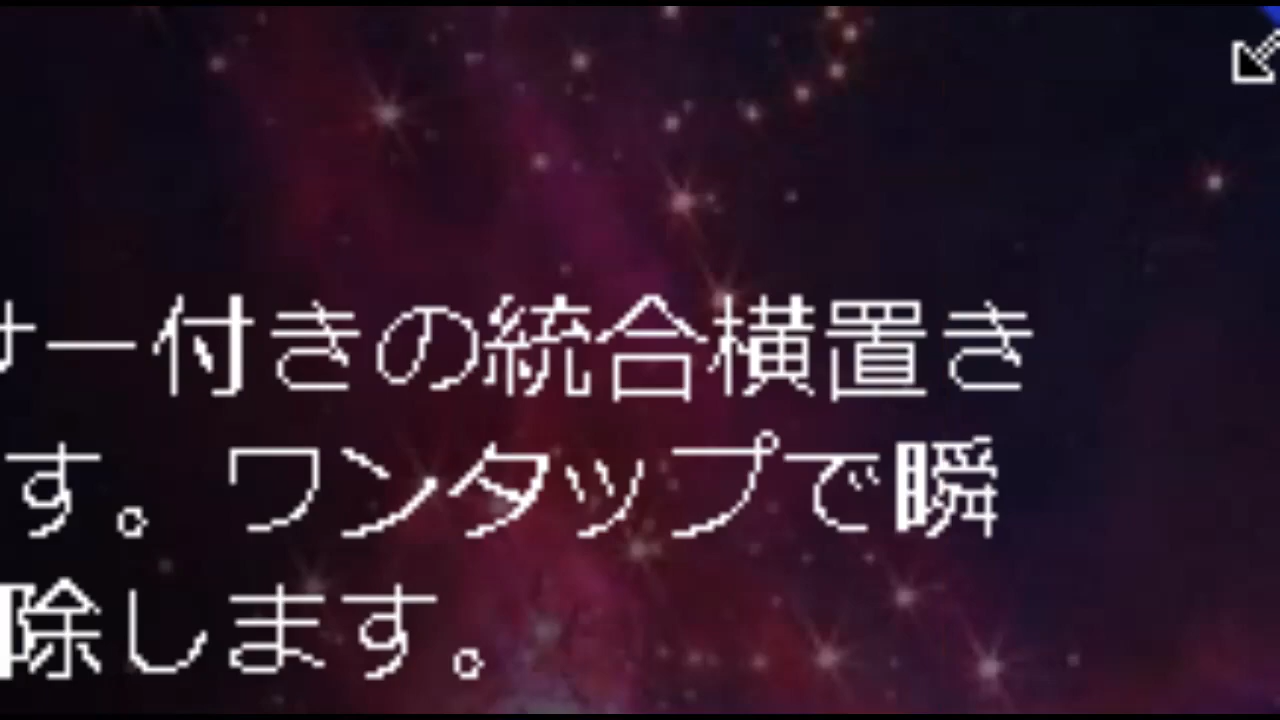 サー付きの統合横置き
す。ワンタップで瞬
除します。